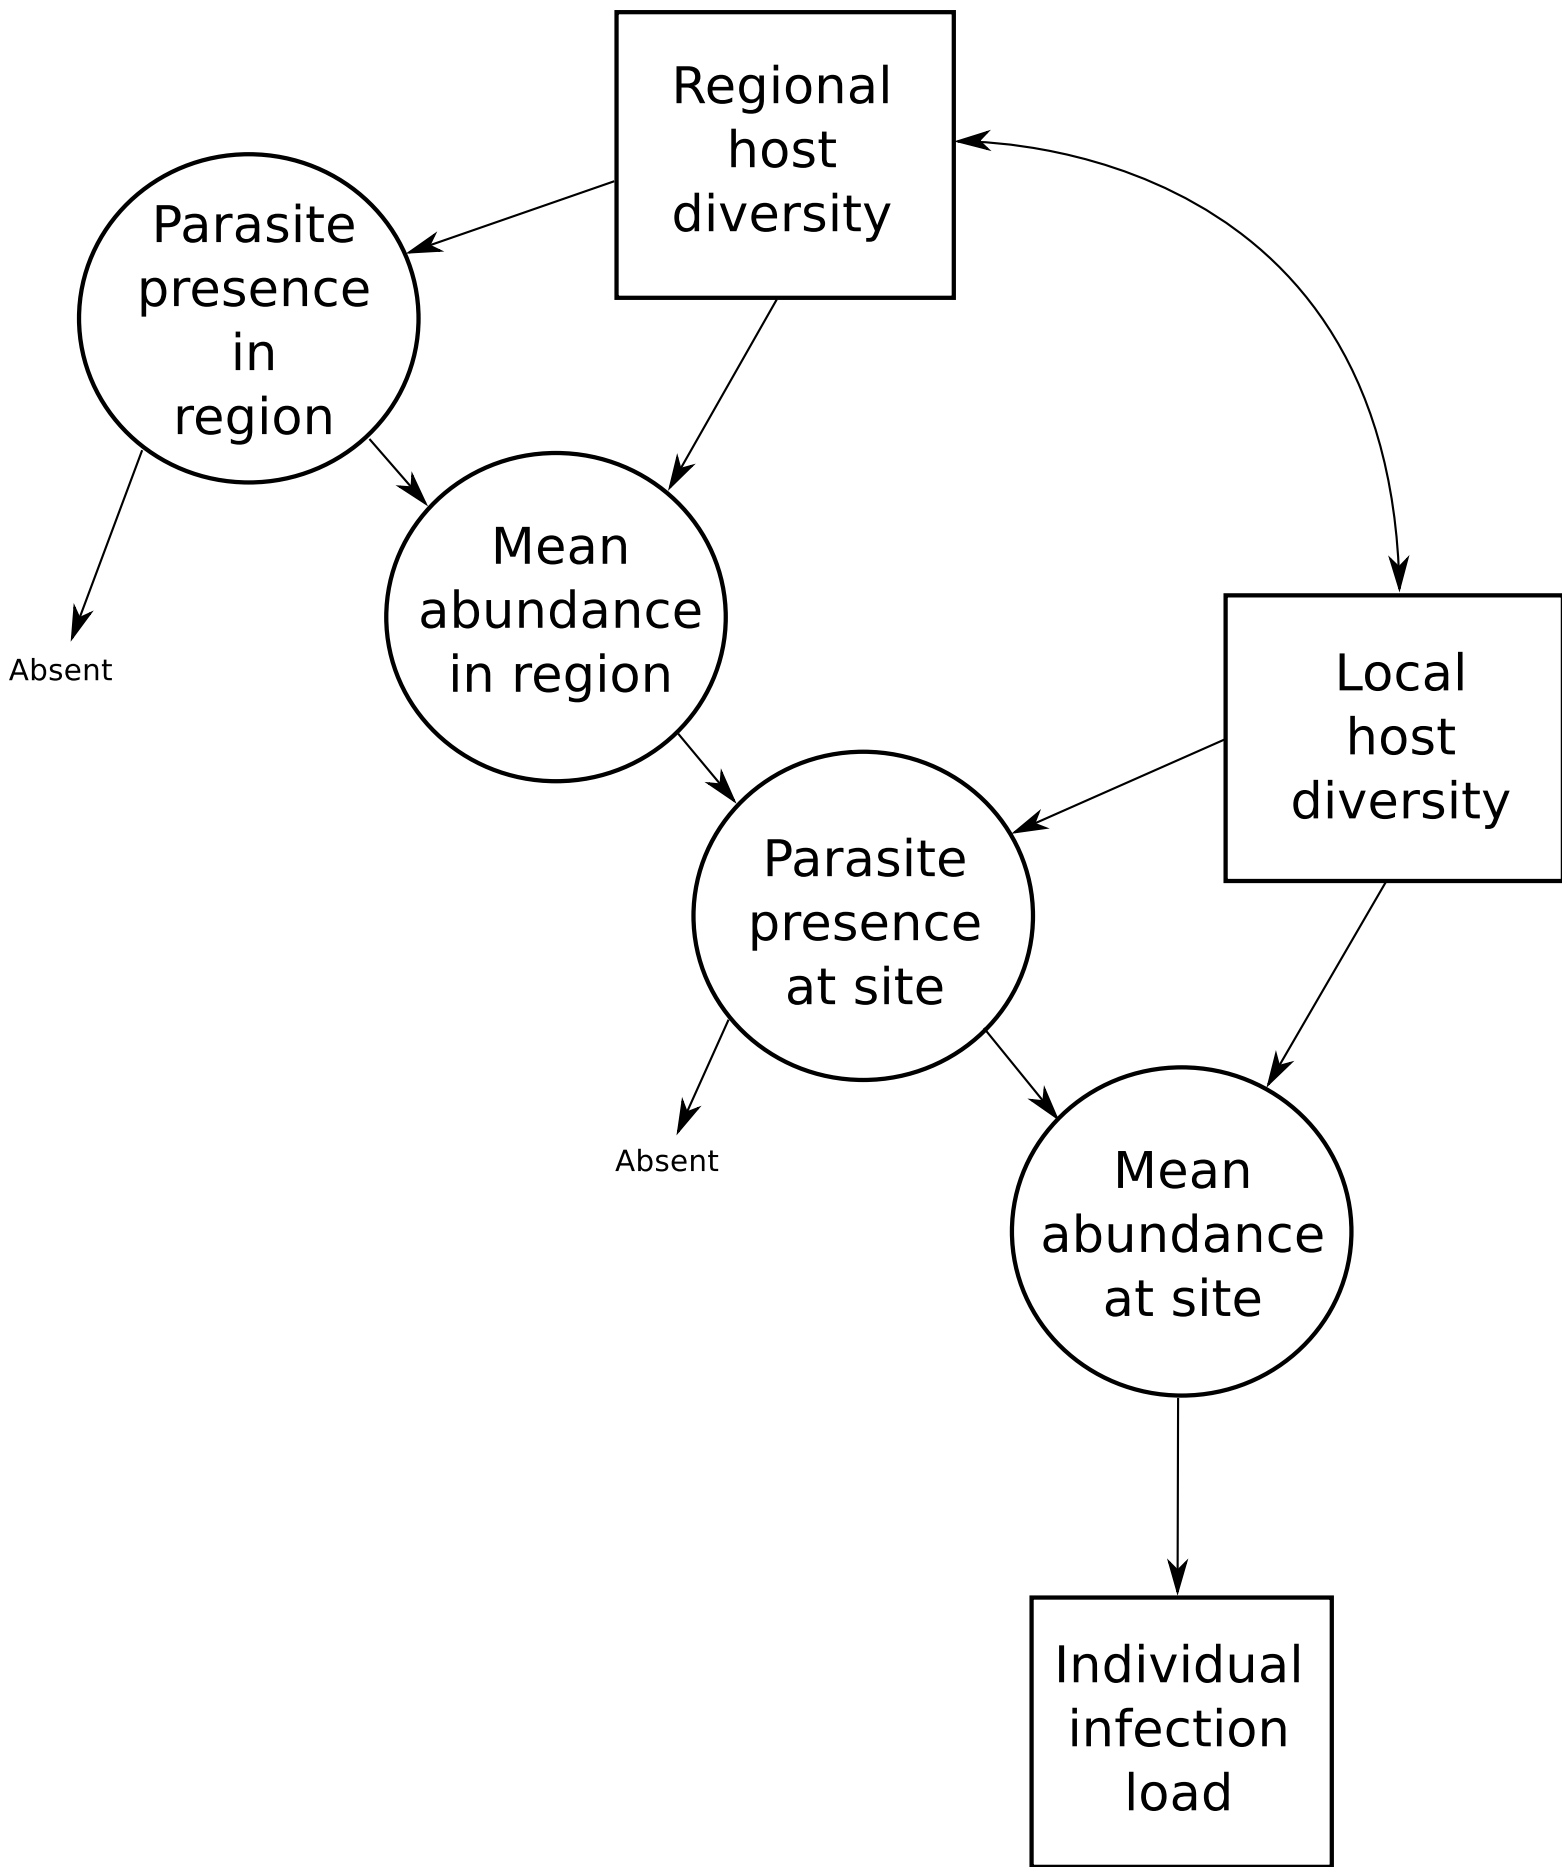 Regional
host
diversity
Parasite
presence
in
region
Mean
abundance
in region
Absent
Local
host
diversity
Parasite
presence
at site
Absent
Mean
abundance
at site
Individual
infection
load